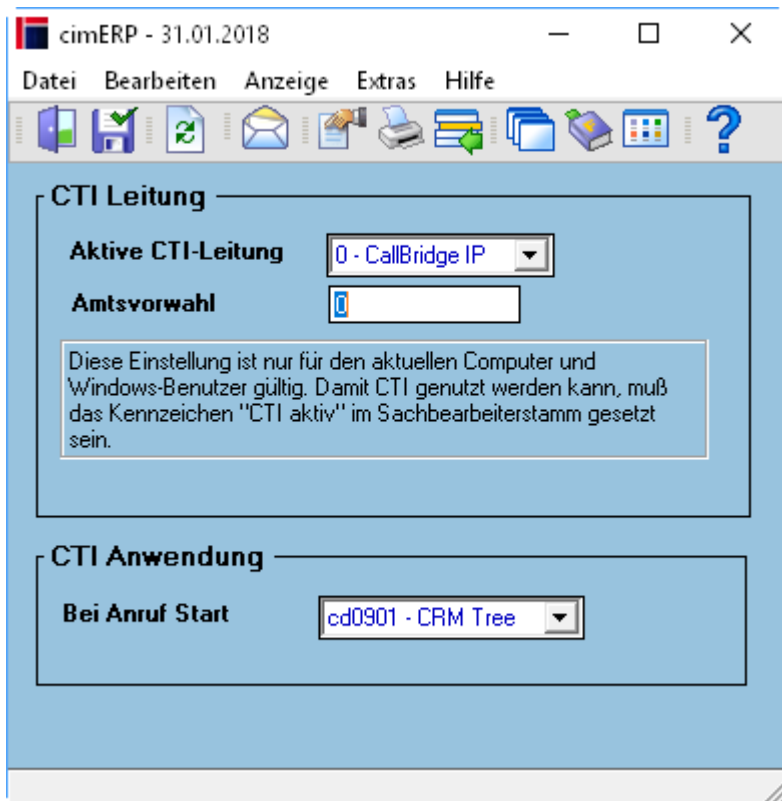 cimERP - 31.01.2018
Datei Bearbeiten Anzeige Extras Hilfe
CTI Leitung
Aktive CTI-Leitung 0 - CallBridge IP
Amtsvorwahl 0
Diese Einstellung ist nur für den aktuellen Computer und
Windows-Benutzer gültig. Damit CTI genutzt werden kann, muß
das Kennzeichen "CTI aktiv" im Sachbearbeiterstamm gesetzt
sein.
CTI Anwendung
Bei Anruf Start cd0901 - CRM Tree